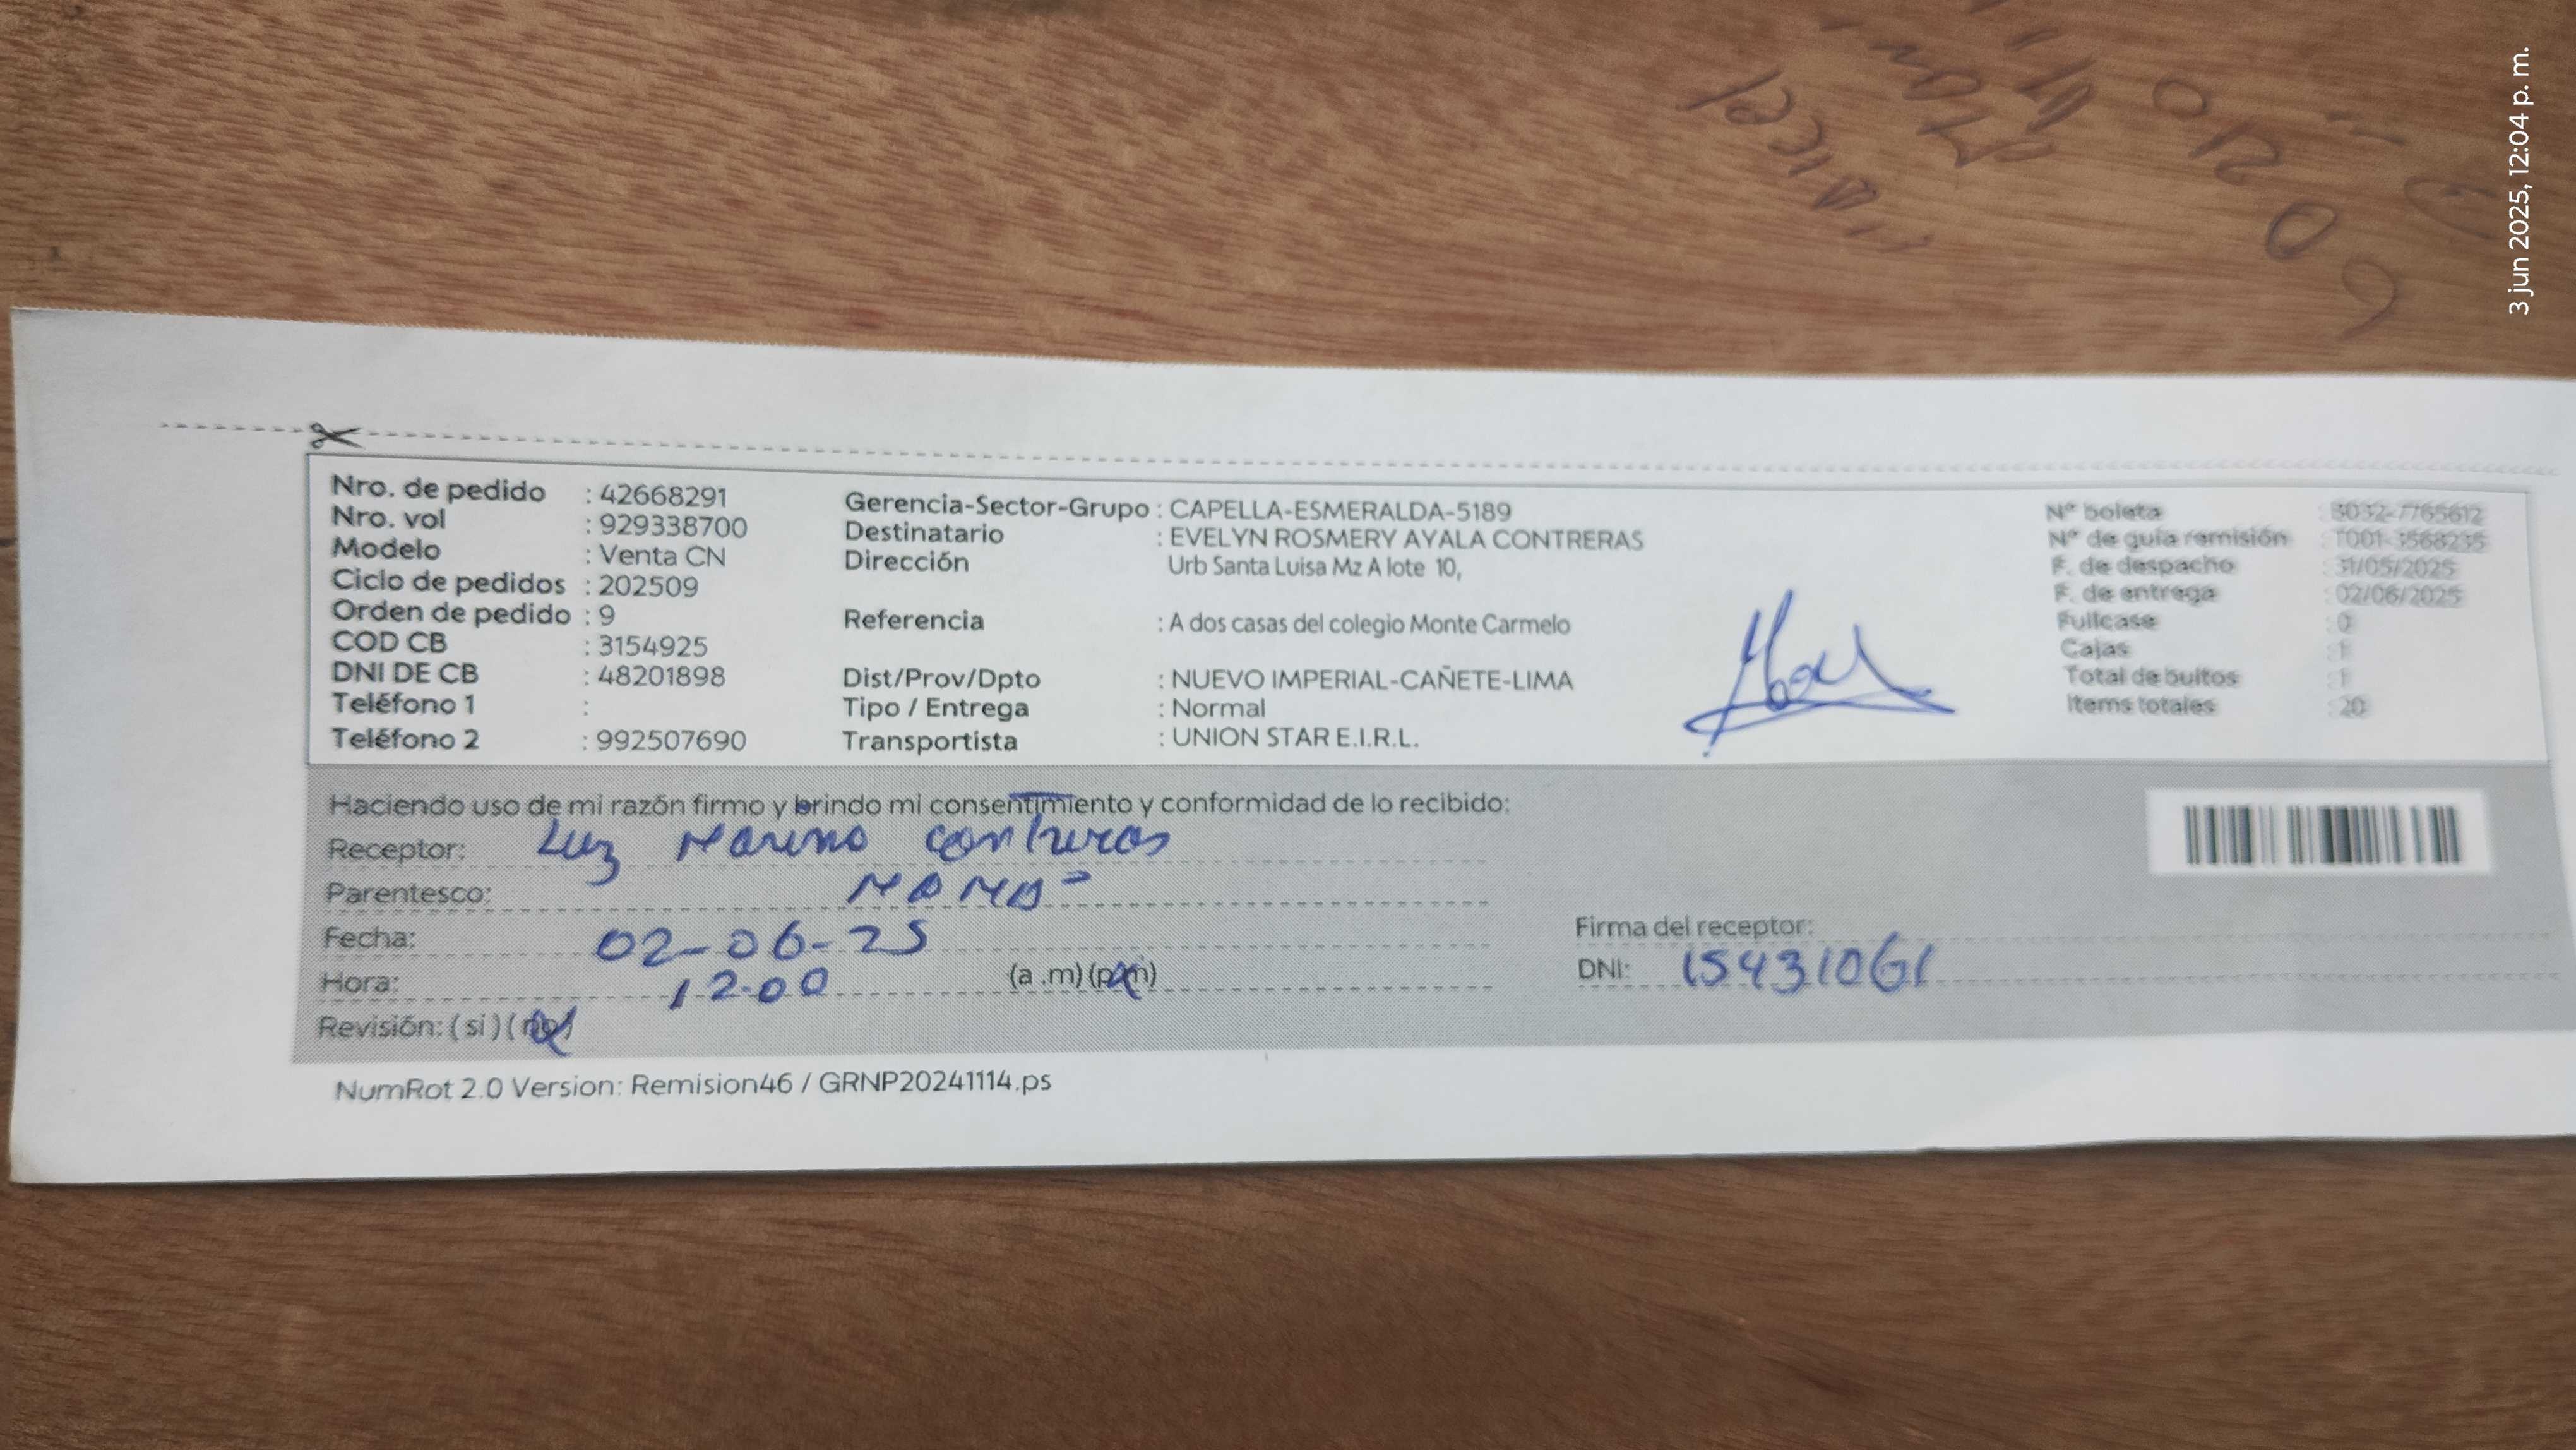 Nro. de pedido : 42668291
Nro. vol : 929338700
Modelo : Venta CN
Ciclo de pedidos : 202509
Orden de pedido : 9
COD CB : 3154925
DNI DE CB : 48201898
Teléfono 1 :
Teléfono 2 : 992507690
Gerencia-Sector-Grupo : CAPELLA-ESMERALDA-5189
Destinatario : EVELYN ROSMERY AYALA CONTRERAS
Dirección Urb Santa Luisa Mz A lote 10,
Referencia : A dos casas del colegio Monte Carmelo
Dist/Prov/Dpto : NUEVO IMPERIAL-CAÑETE-LIMA
Tipo / Entrega : Normal
Transportista : UNION STAR E.I.R.L.
N° boleta : B032-7765612
N° de guía remisión : T001-3568235
F. de despacho : 31/05/2025
F. de entrega : 02/06/2025
Fullcase : 0
Cajas : 1
Total de bultos : 1
Items totales : 20
Haciendo uso de mi razón firmo y brindo mi consentimiento y conformidad de lo recibido:
Receptor: Luz Marina Contreras
Parentesco: MAMÁ
Fecha: 02-06-25
Hora: 12:00 (a .m) (p.m)
Revisión: ( si ) ( no )
Firma del receptor:
DNI: 15431061
NumRot 2.0 Version: Remision46 / GRNP20241114.ps
3 jun 2025, 12:04 p. m.